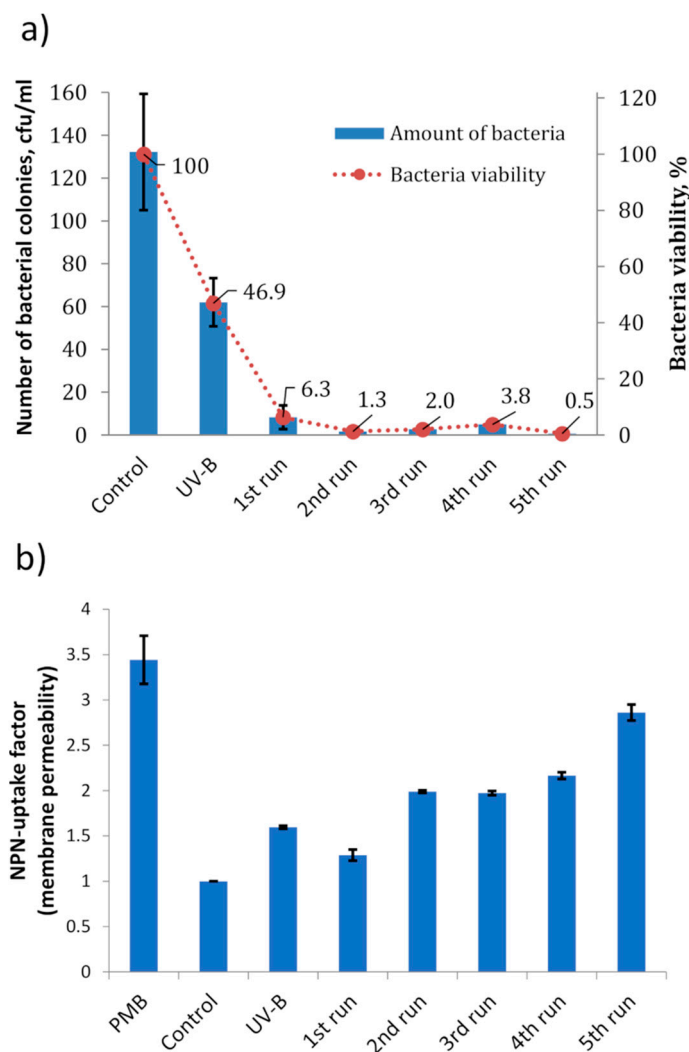 a)
Number of bacterial colonies, cfu/ml
160
140
120
100
80
60
40
20
0
120
100
80
60
40
20
0
Bacteria viability, %
Amount of bacteria
Bacteria viability
100
46.9
6.3
1.3
2.0
3.8
0.5
Control
UV-B
1st run
2nd run
3rd run
4th run
5th run
b)
NPN-uptake factor
(membrane permeability)
4
3.5
3
2.5
2
1.5
1
0.5
0
PMB
Control
UV-B
1st run
2nd run
3rd run
4th run
5th run